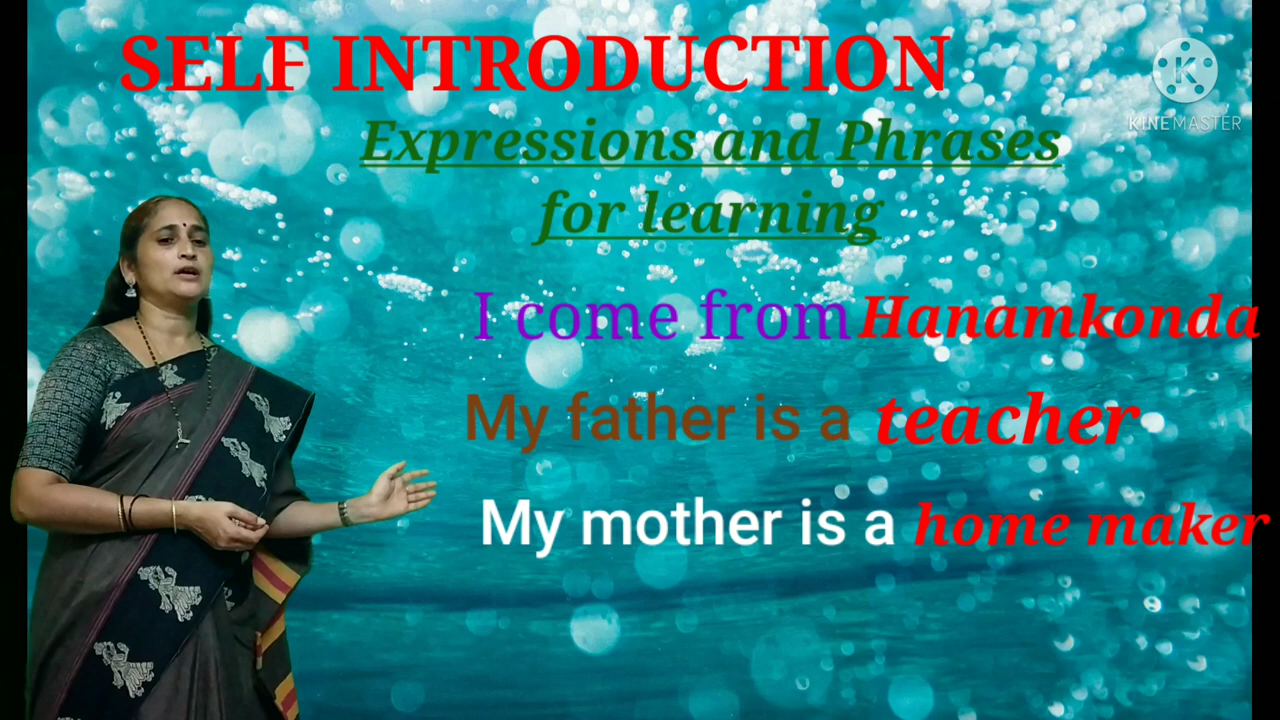 SELF INTRODUCTION
KINEMASTER
Expressions and Phrases
for learning
I come from Hanamkonda
My father is a teacher
My mother is a home maker